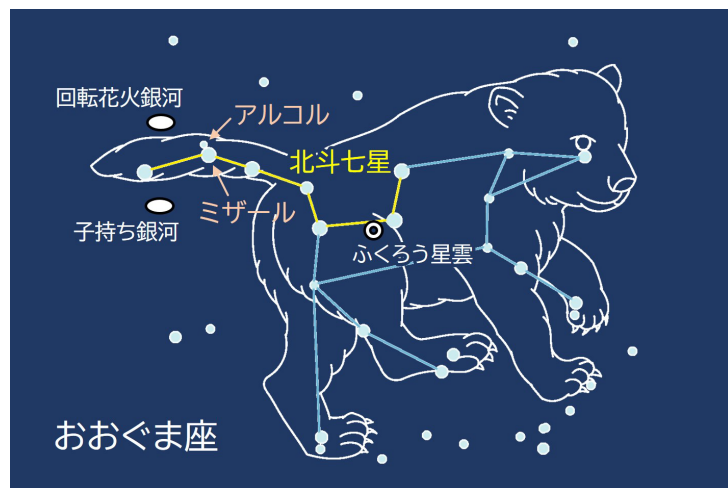 回転花火銀河
アルコル
北斗七星
ミザール
子持ち銀河
ふくろう星雲
おおぐま座